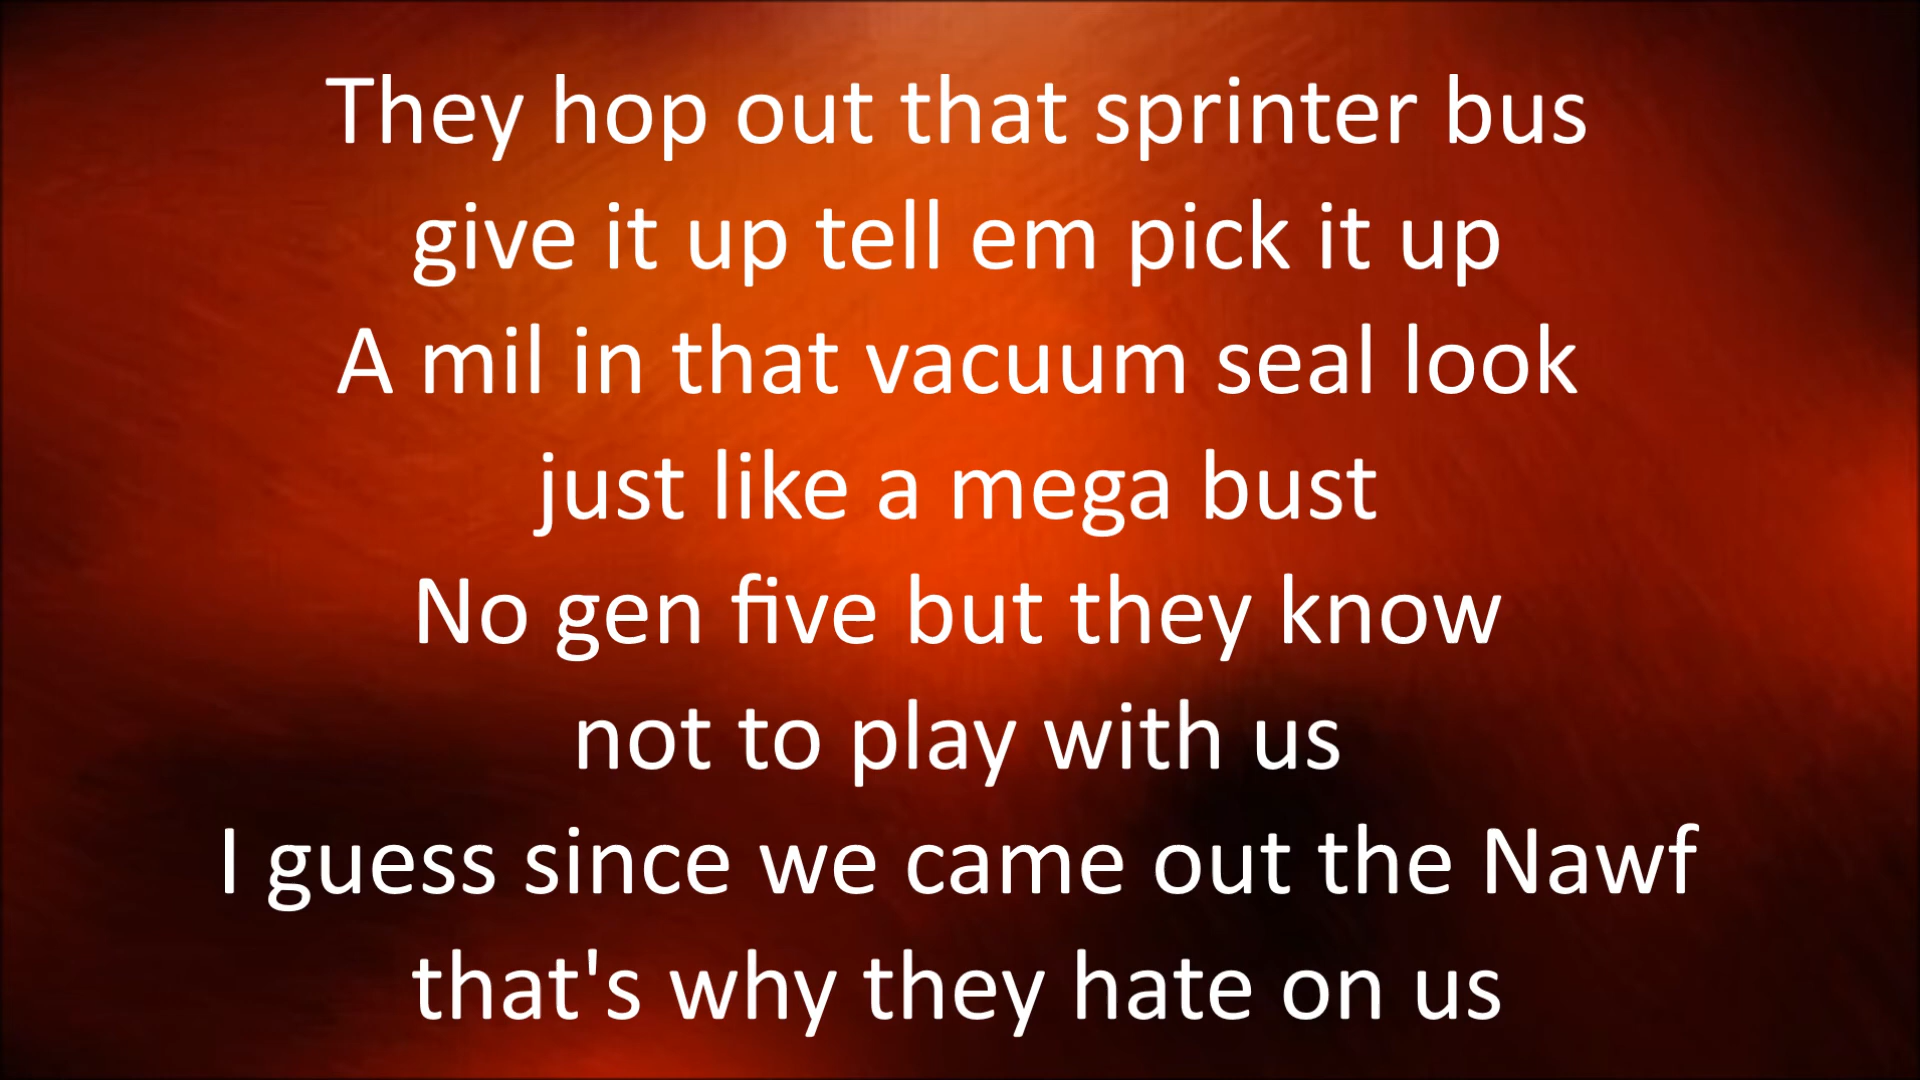 They hop out that sprinter bus
give it up tell em pick it up
A mil in that vacuum seal look
just like a mega bust
No gen five but they know
not to play with us
I guess since we came out the Nawf
that's why they hate on us